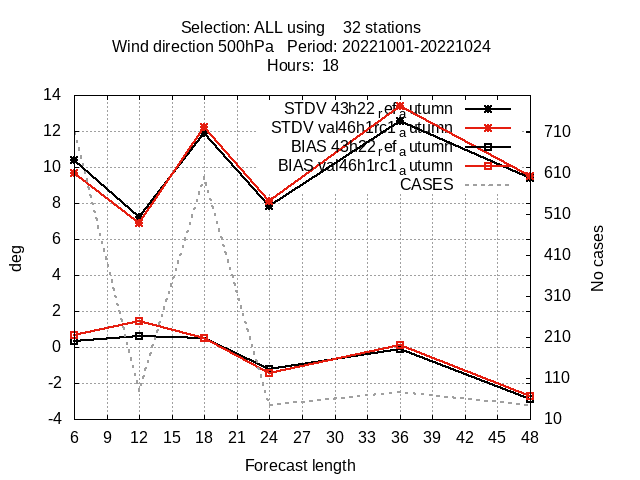 Selection: ALL using    32 stations
Wind direction 500hPa   Period: 20221001-20221024
Hours:  18
STDV 43h22_ref_autumn
STDV val46h1rc1_autumn
BIAS 43h22_ref_autumn
BIAS val46h1rc1_autumn
CASES
14
12
10
8
6
4
2
0
-2
-4
deg
710
610
510
410
310
210
110
10
No cases
6 9 12 15 18 21 24 27 30 33 36 39 42 45 48
Forecast length